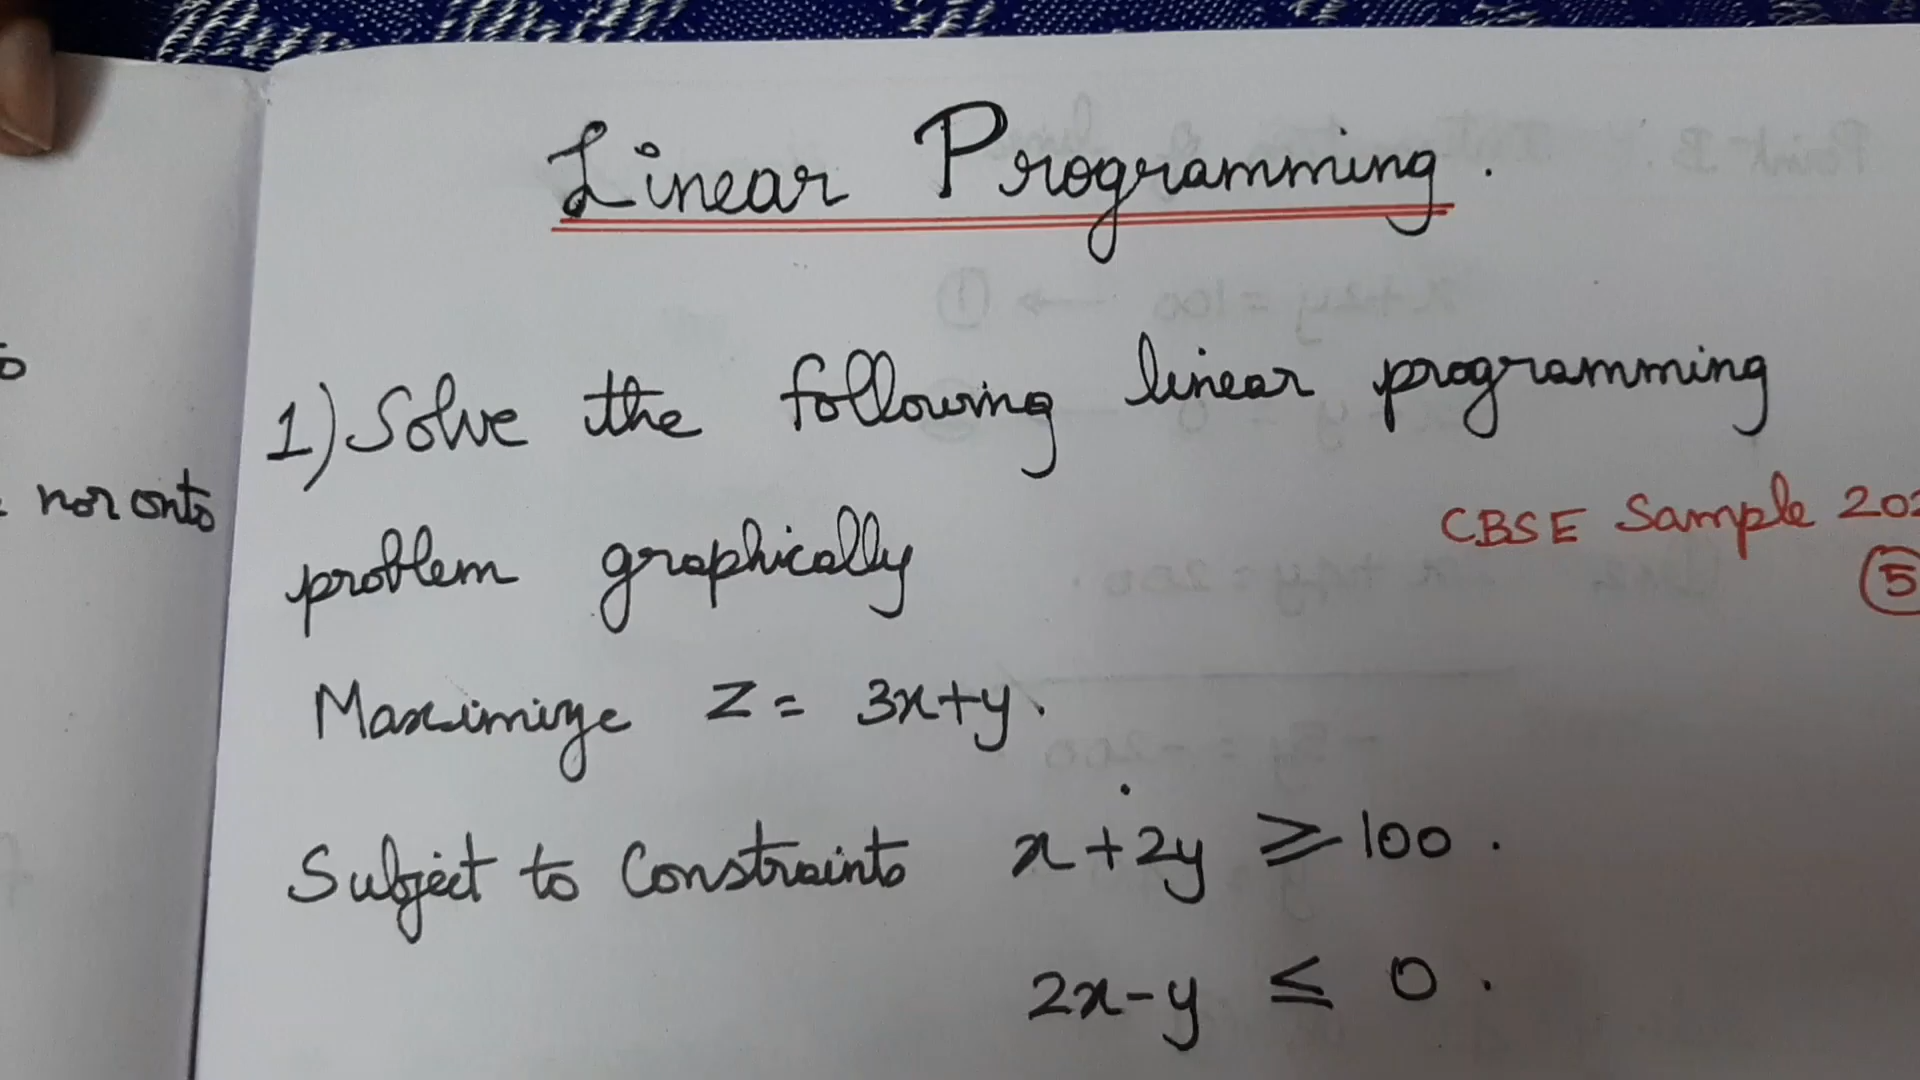 Linear Programming.
1) Solve the following linear programming
problem graphically
CBSE Sample
5
Maximize Z = 3x+y.
Subject to Constraints x+2y ≥ 100.
2x-y ≤ 0.
nor onto